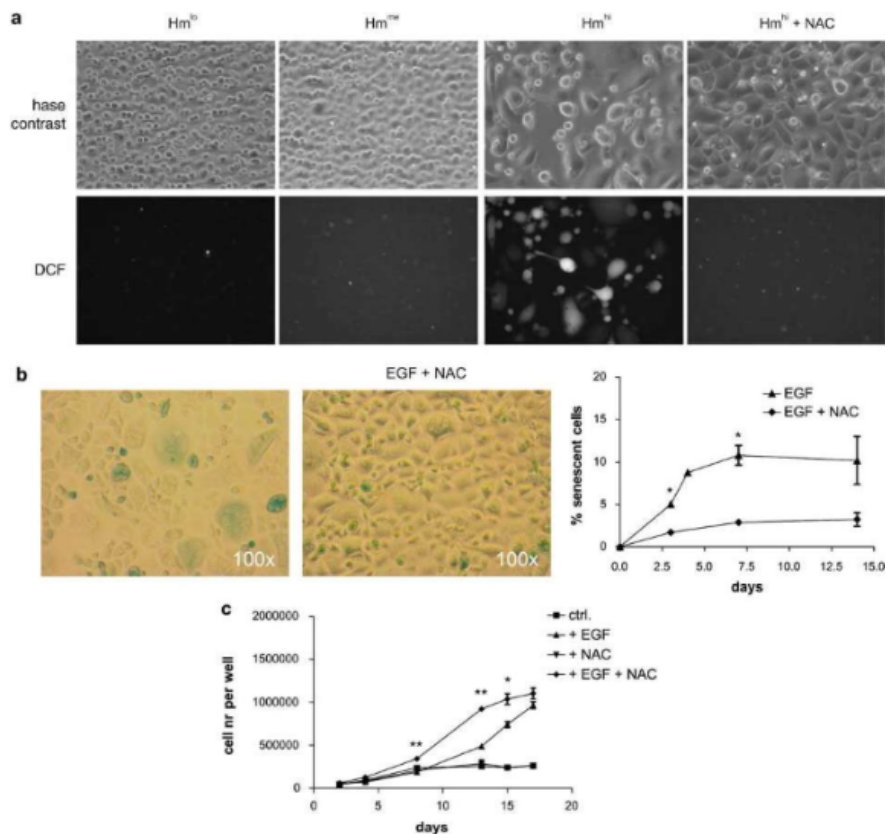 a
Hm^lo Hm^me Hm^hi Hm^hi + NAC
hase
contrast
DCF
b
EGF + NAC
100x
100x
20
15
10
5
0
% senescent cells
0.0 2.5 5.0 7.5 10.0 12.5 15.0
days
EGF
EGF + NAC
*
*
c
2000000
1500000
1000000
500000
0
cell nr per well
0 5 10 15 20
days
ctrl.
+ EGF
+ NAC
+ EGF + NAC
**
**
*